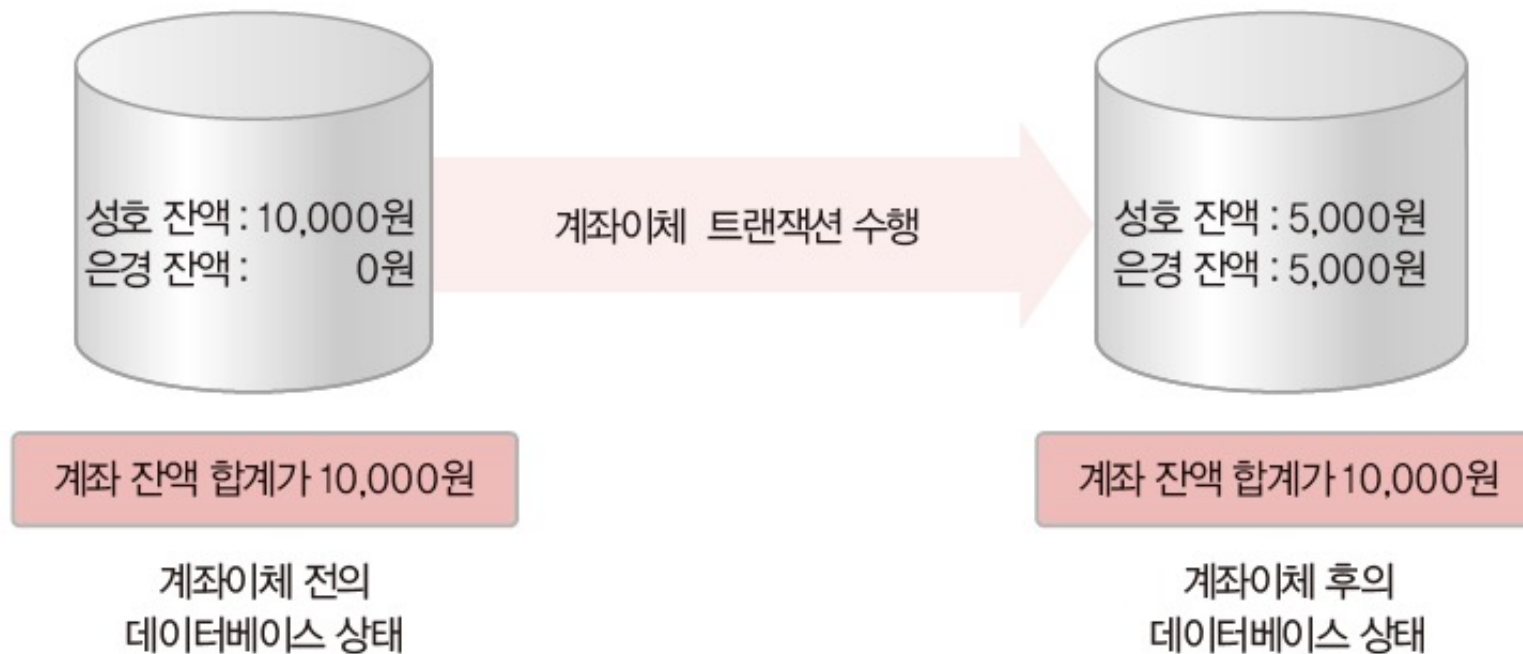 성호 잔액 : 10,000원
은경 잔액 : 0원
계좌이체 트랜잭션 수행
성호 잔액 : 5,000원
은경 잔액 : 5,000원
계좌 잔액 합계가 10,000원
계좌 잔액 합계가 10,000원
계좌이체 전의
데이터베이스 상태
계좌이체 후의
데이터베이스 상태